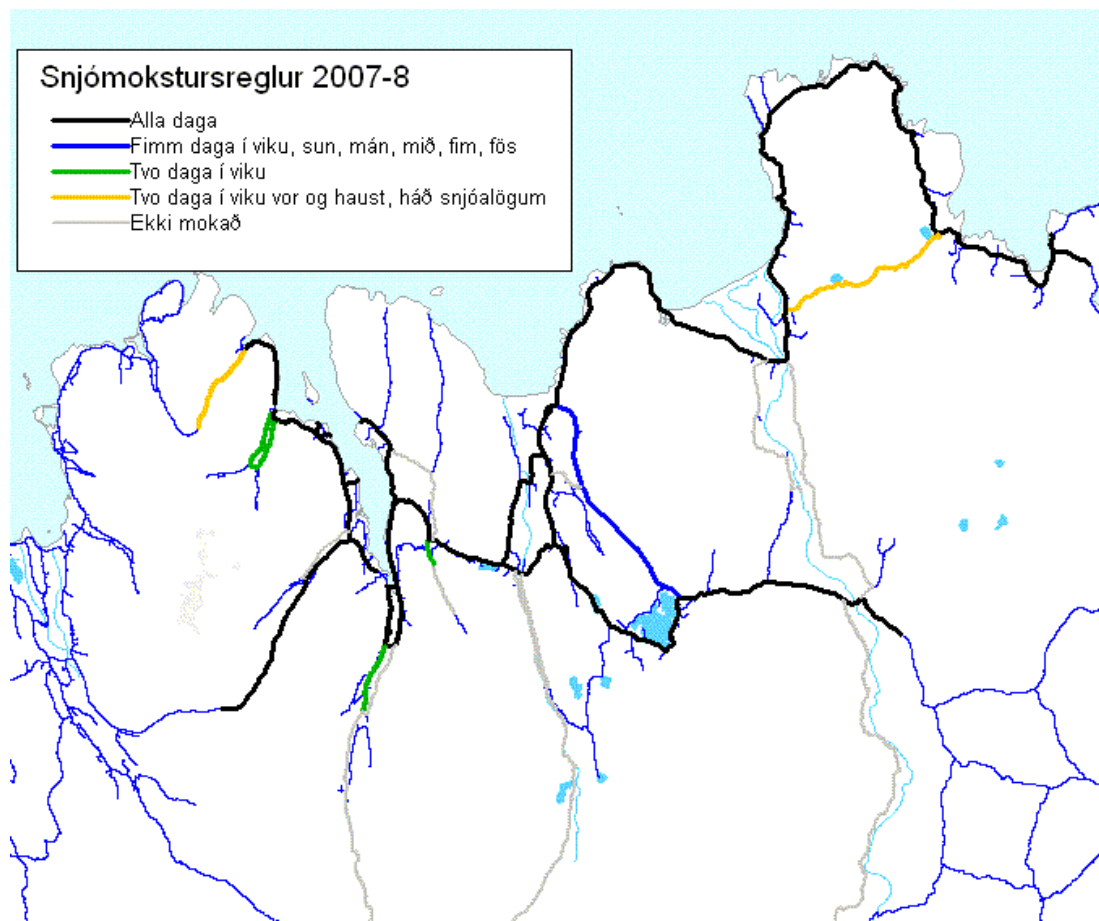 Snjómokstursreglur 2007-8
Alla daga
Fimm daga í viku, sun, mán, mið, fim, fös
Tvo daga í viku
Tvo daga í viku vor og haust, háð snjóalögum
Ekki mokað